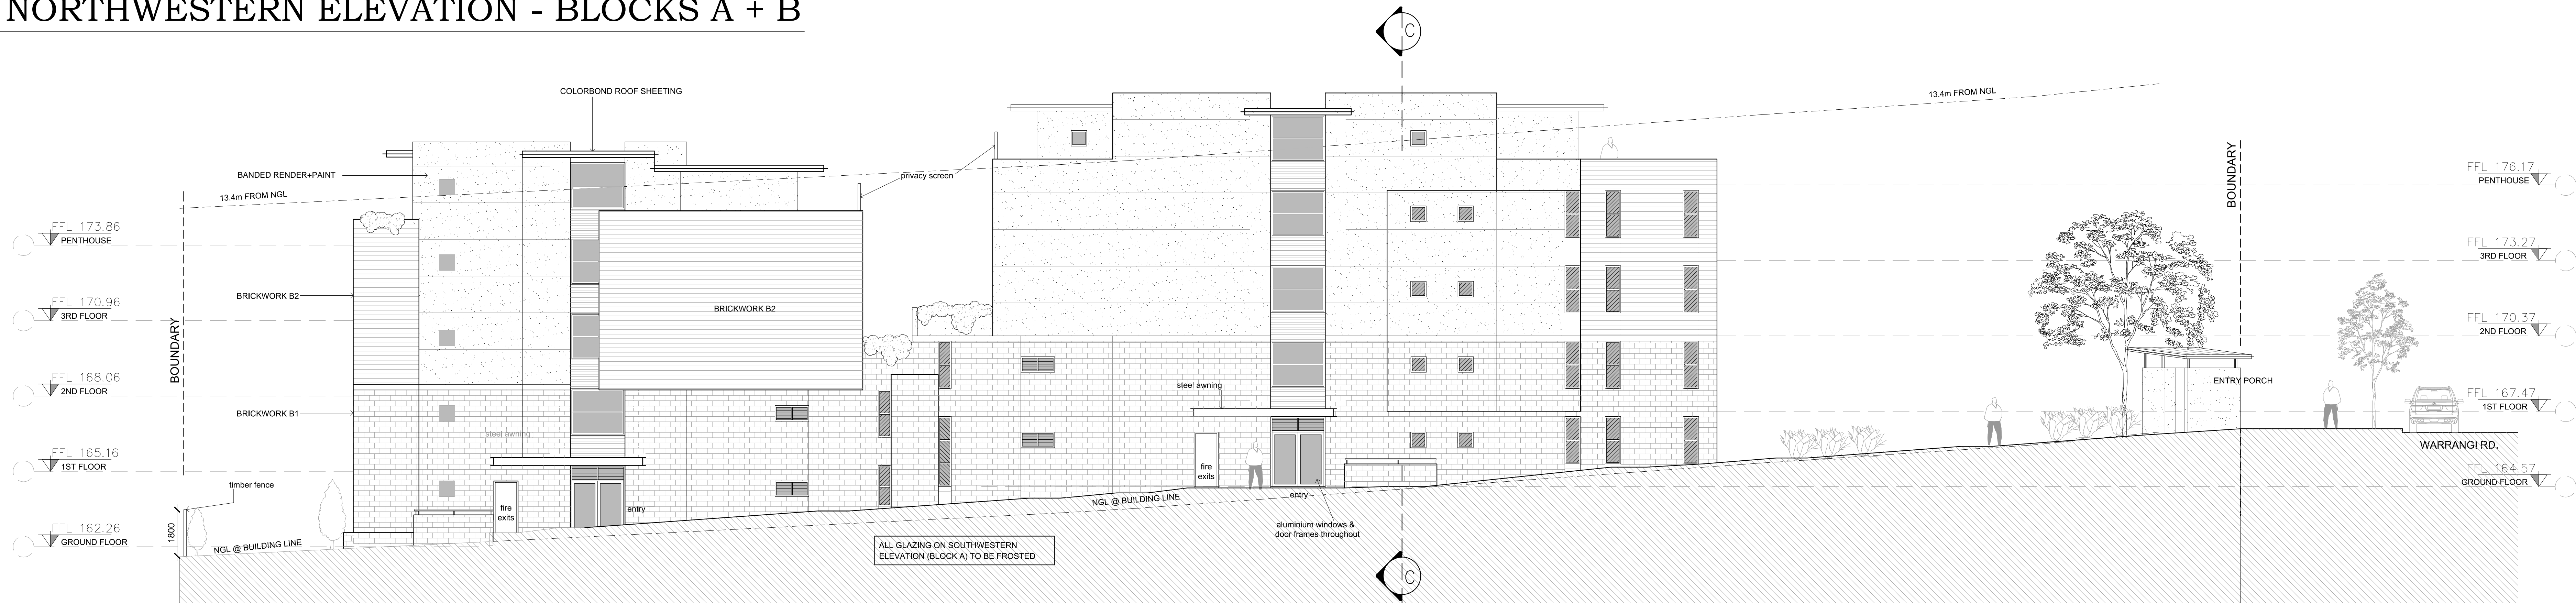 NORTHWESTERN ELEVATION - BLOCKS A + B
C
COLORBOND ROOF SHEETING
13.4m FROM NGL
BANDED RENDER+PAINT
13.4m FROM NGL
privacy screen
BOUNDARY
FFL 176.17
PENTHOUSE
FFL 173.86
PENTHOUSE
FFL 173.27
3RD FLOOR
BRICKWORK B2
BRICKWORK B2
FFL 170.96
3RD FLOOR
BOUNDARY
FFL 170.37
2ND FLOOR
FFL 168.06
2ND FLOOR
steel awning
ENTRY PORCH
FFL 167.47
1ST FLOOR
BRICKWORK B1
steel awning
WARRANGI RD.
FFL 165.16
1ST FLOOR
fire
exits
FFL 164.57
GROUND FLOOR
timber fence
entry
NGL @ BUILDING LINE
fire
exits
entry
1800
FFL 162.26
GROUND FLOOR
NGL @ BUILDING LINE
aluminium windows &
door frames throughout
ALL GLAZING ON SOUTHWESTERN
ELEVATION (BLOCK A) TO BE FROSTED
C